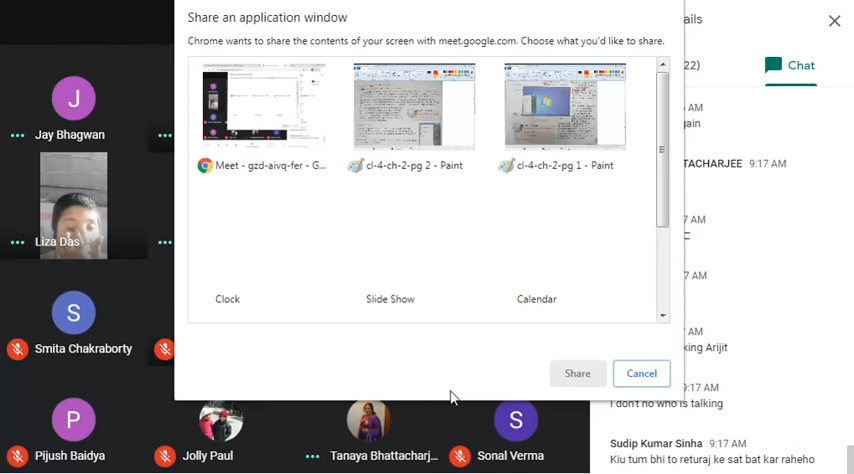 Share an application window
Chrome wants to share the contents of your screen with meet.google.com. Choose what you'd like to share.
Meet - gzd-aivq-fer - G...
cl-4-ch-2-pg 2 - Paint
cl-4-ch-2-pg 1 - Paint
Clock
Slide Show
Calendar
Share
Cancel
J
Jay Bhagwan
Liza Das
S
Smita Chakraborty
P
Pijush Baidya
Jolly Paul
Tanaya Bhattacharj...
S
Sonal Verma
ails
22)
Chat
AM
gain
TACHARJEE 9:17 AM
7 AM
7 AM
7 AM
king Arijit
9:17 AM
I don't no who is talking
Sudip Kumar Sinha 9:17 AM
Kiu tum bhi to returaj ke sat bat kar raheho